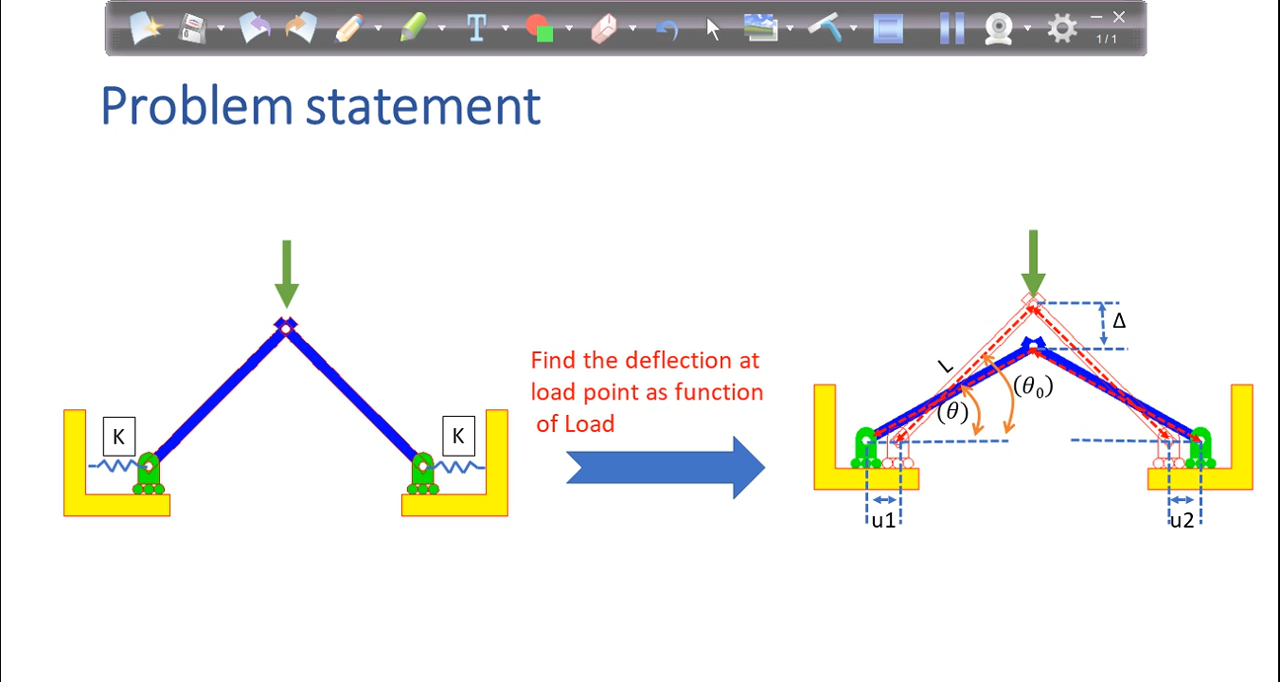 T
1/1
Problem statement
K
K
Find the deflection at
load point as function
of Load
L
(θ)
(θ₀)
Δ
u1
u2